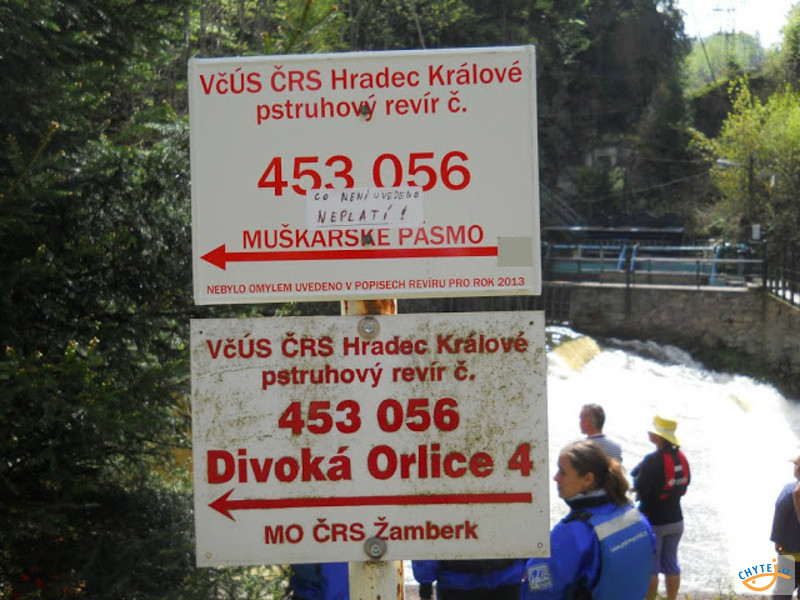 VčÚS ČRS Hradec Králové
pstruhový revír č.
453 056
CO NENÍ UVEDENO
NEPLATÍ!
MUŠKARSKÉ PÁSMO
NEBYLO OMYLEM UVEDENO V POPISECH REVÍRU PRO ROK 2013
VčÚS ČRS Hradec Králové
pstruhový revír č.
453 056
Divoká Orlice 4
MO ČRS Žamberk
CHYTEJ.cz